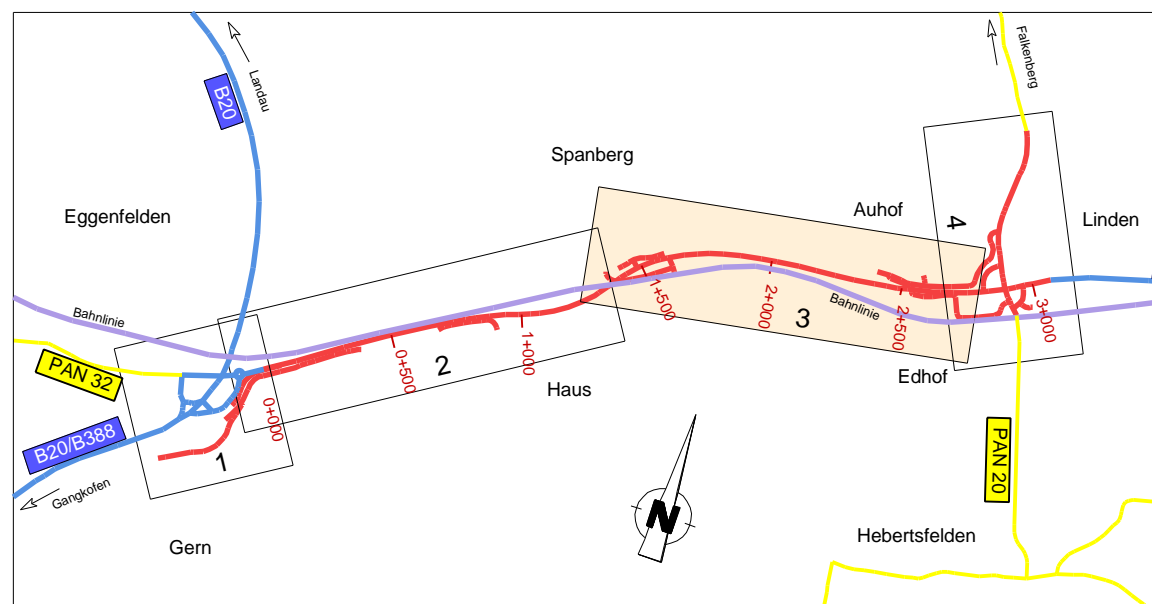 Landau
B20
Falkenberg
Spanberg
Eggenfelden
Auhof
4
Linden
Bahnlinie
1+500
2+000
Bahnlinie
2+500
3+000
3
PAN 32
0+500
2
1+000
Haus
Edhof
0+000
B20/B388
1
Gangkofen
PAN 20
N
Gern
Hebertsfelden